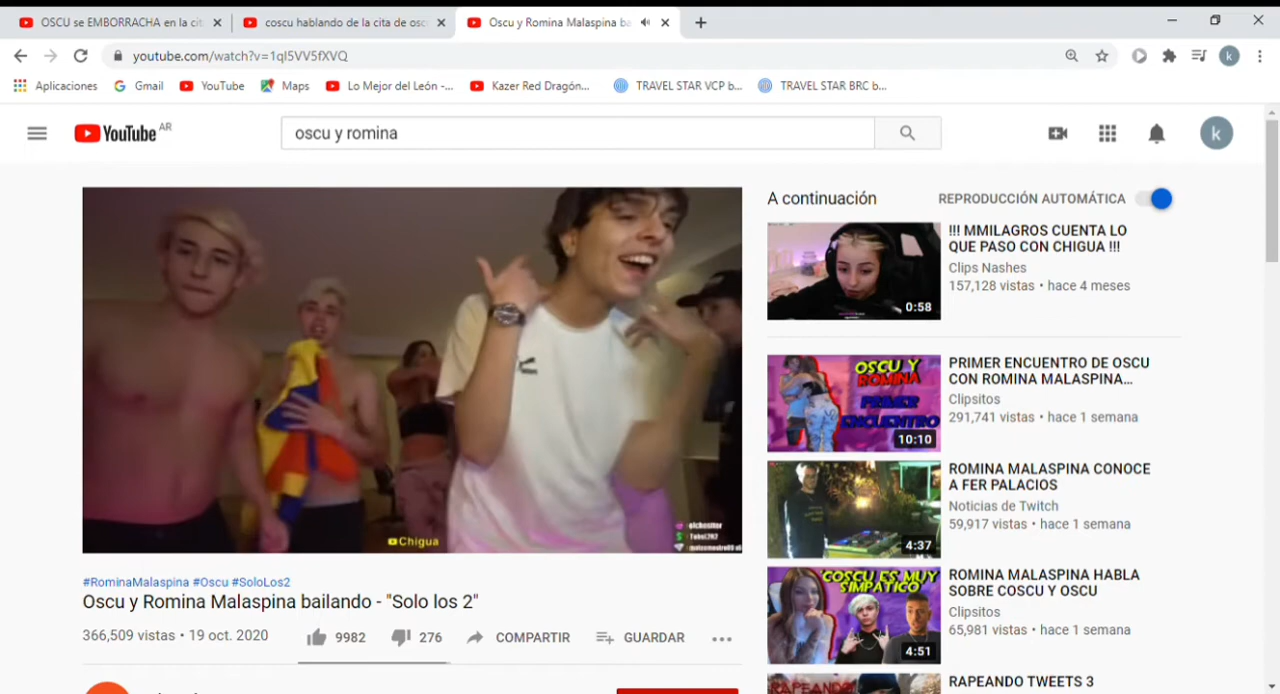 OSCU se EMBORRACHA en la cit
coscu hablando de la cita de osc
Oscu y Romina Malaspina ba
youtube.com/watch?v=1qI5VV5fXVQ
k
Aplicaciones
Gmail
YouTube
Maps
Lo Mejor del León -...
Kazer Red Dragón...
TRAVEL STAR VCP b...
TRAVEL STAR BRC b...
YouTube AR
oscu y romina
k
Chigua
#RominaMalaspina #Oscu #SoloLos2
Oscu y Romina Malaspina bailando - "Solo los 2"
366,509 vistas • 19 oct. 2020
9982
276
COMPARTIR
GUARDAR
A continuación
REPRODUCCIÓN AUTOMÁTICA
0:58
!!! MMILAGROS CUENTA LO
QUE PASO CON CHIGUA !!!
Clips Nashes
157,128 vistas • hace 4 meses
OSCU Y
ROMINA
PRIMER
ENCUENTRO
10:10
PRIMER ENCUENTRO DE OSCU
CON ROMINA MALASPINA...
Clipsitos
291,741 vistas • hace 1 semana
4:37
ROMINA MALASPINA CONOCE
A FER PALACIOS
Noticias de Twitch
59,917 vistas • hace 1 semana
COSCU ES MUY
SIMPÁTICO
4:51
ROMINA MALASPINA HABLA
SOBRE COSCU Y OSCU
Clipsitos
65,981 vistas • hace 1 semana
RAPEANDO
RAPEANDO TWEETS 3